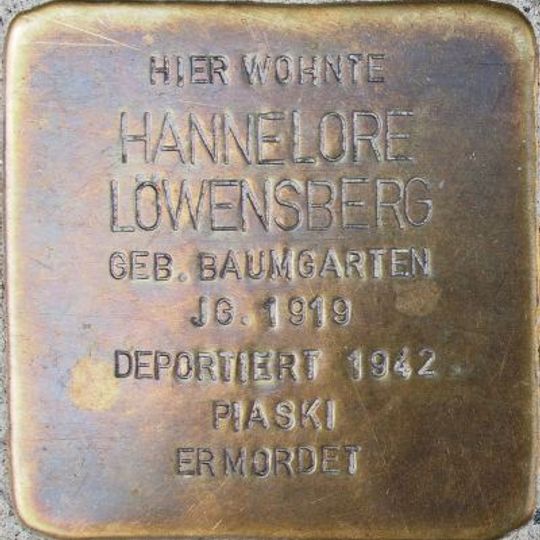 HIER WOHNTE
HANNELORE
LÖWENSBERG
GEB. BAUMGARTEN
JG. 1919
DEPORTIERT 1942
PIASKI
ERMORDET